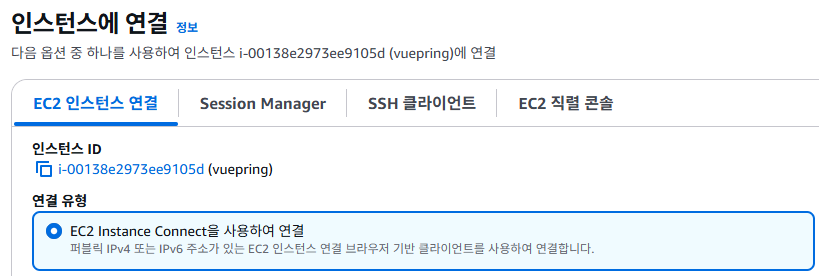 인스턴스에 연결 정보
다음 옵션 중 하나를 사용하여 인스턴스 i-00138e2973ee9105d (vuepring)에 연결
EC2 인스턴스 연결 Session Manager SSH 클라이언트 EC2 직렬 콘솔
인스턴스 ID
i-00138e2973ee9105d (vuepring)
연결 유형
EC2 Instance Connect을 사용하여 연결
퍼블릭 IPv4 또는 IPv6 주소가 있는 EC2 인스턴스 연결 브라우저 기반 클라이언트를 사용하여 연결합니다.